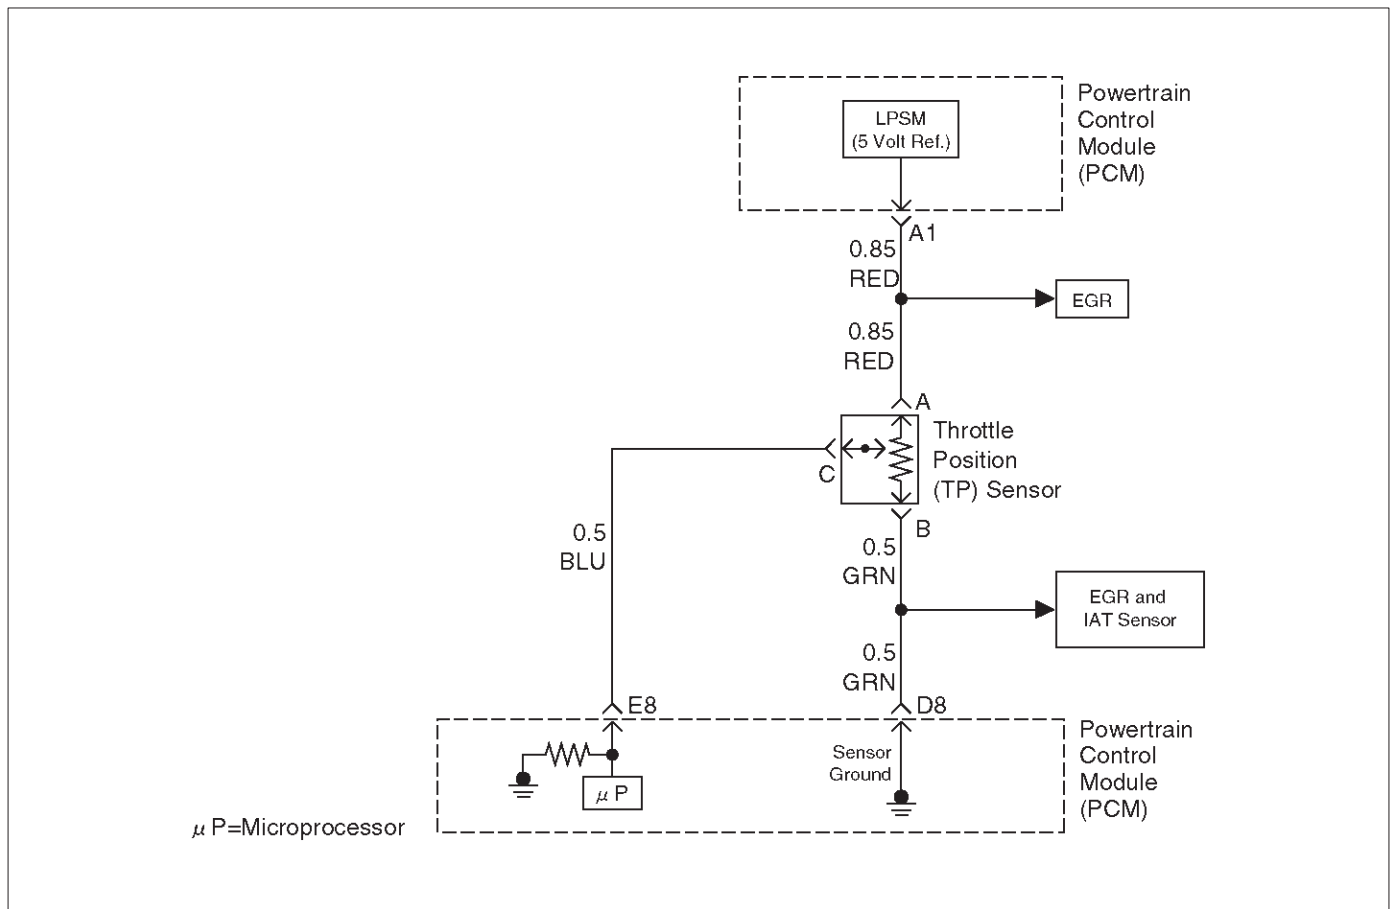 Powertrain
Control
Module
(PCM)
LPSM
(5 Volt Ref.)
A1
0.85
RED
EGR
0.85
RED
A
Throttle
Position
(TP) Sensor
C
B
0.5
BLU
0.5
GRN
EGR and
IAT Sensor
0.5
GRN
E8
D8
Powertrain
Control
Module
(PCM)
Sensor
Ground
μ P
μ P=Microprocessor